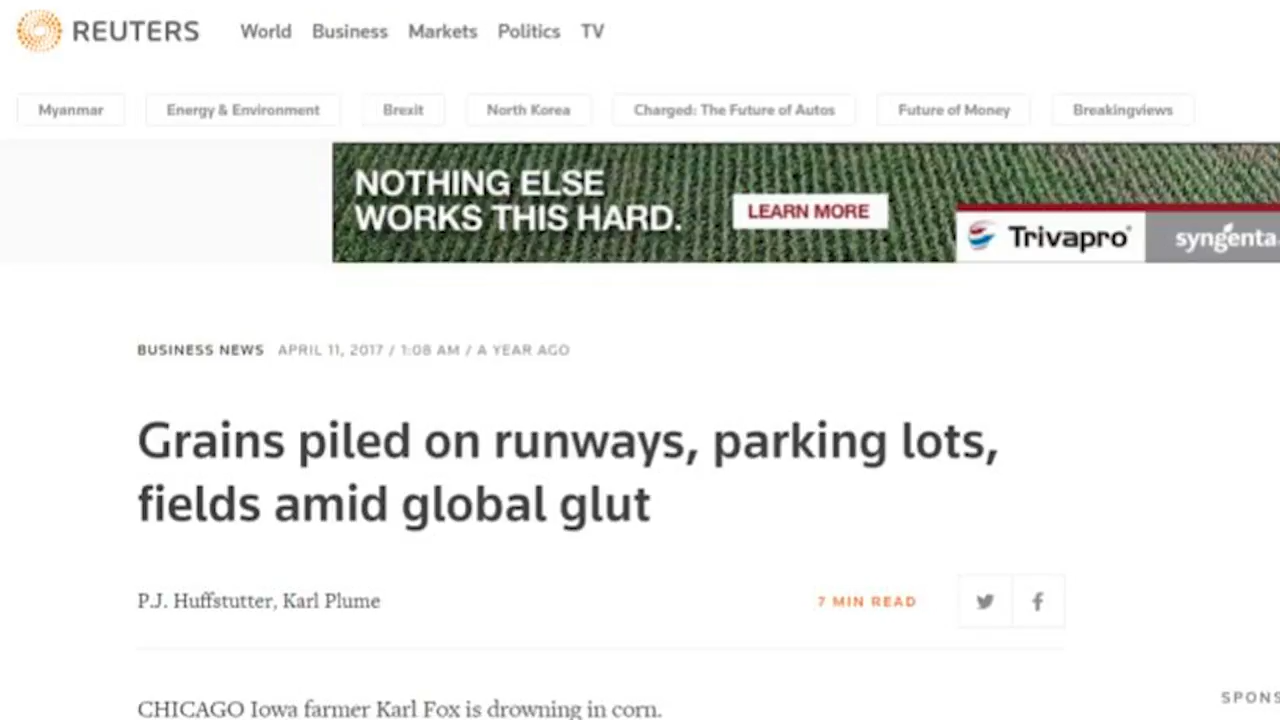 REUTERS World Business Markets Politics TV
Myanmar Energy & Environment Brexit North Korea Charged: The Future of Autos Future of Money Breakingviews
NOTHING ELSE
WORKS THIS HARD.
LEARN MORE
Trivapro
syngenta
BUSINESS NEWS APRIL 11, 2017 / 1:08 AM / A YEAR AGO
Grains piled on runways, parking lots,
fields amid global glut
P.J. Huffstutter, Karl Plume
7 MIN READ
CHICAGO Iowa farmer Karl Fox is drowning in corn.
SPONS